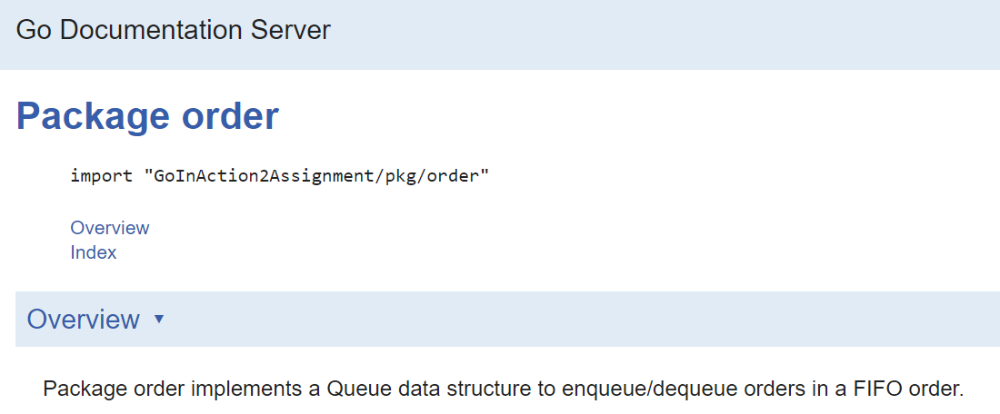 Go Documentation Server
Package order
import "GoInAction2Assignment/pkg/order"
Overview
Index
Overview ▾
Package order implements a Queue data structure to enqueue/dequeue orders in a FIFO order.